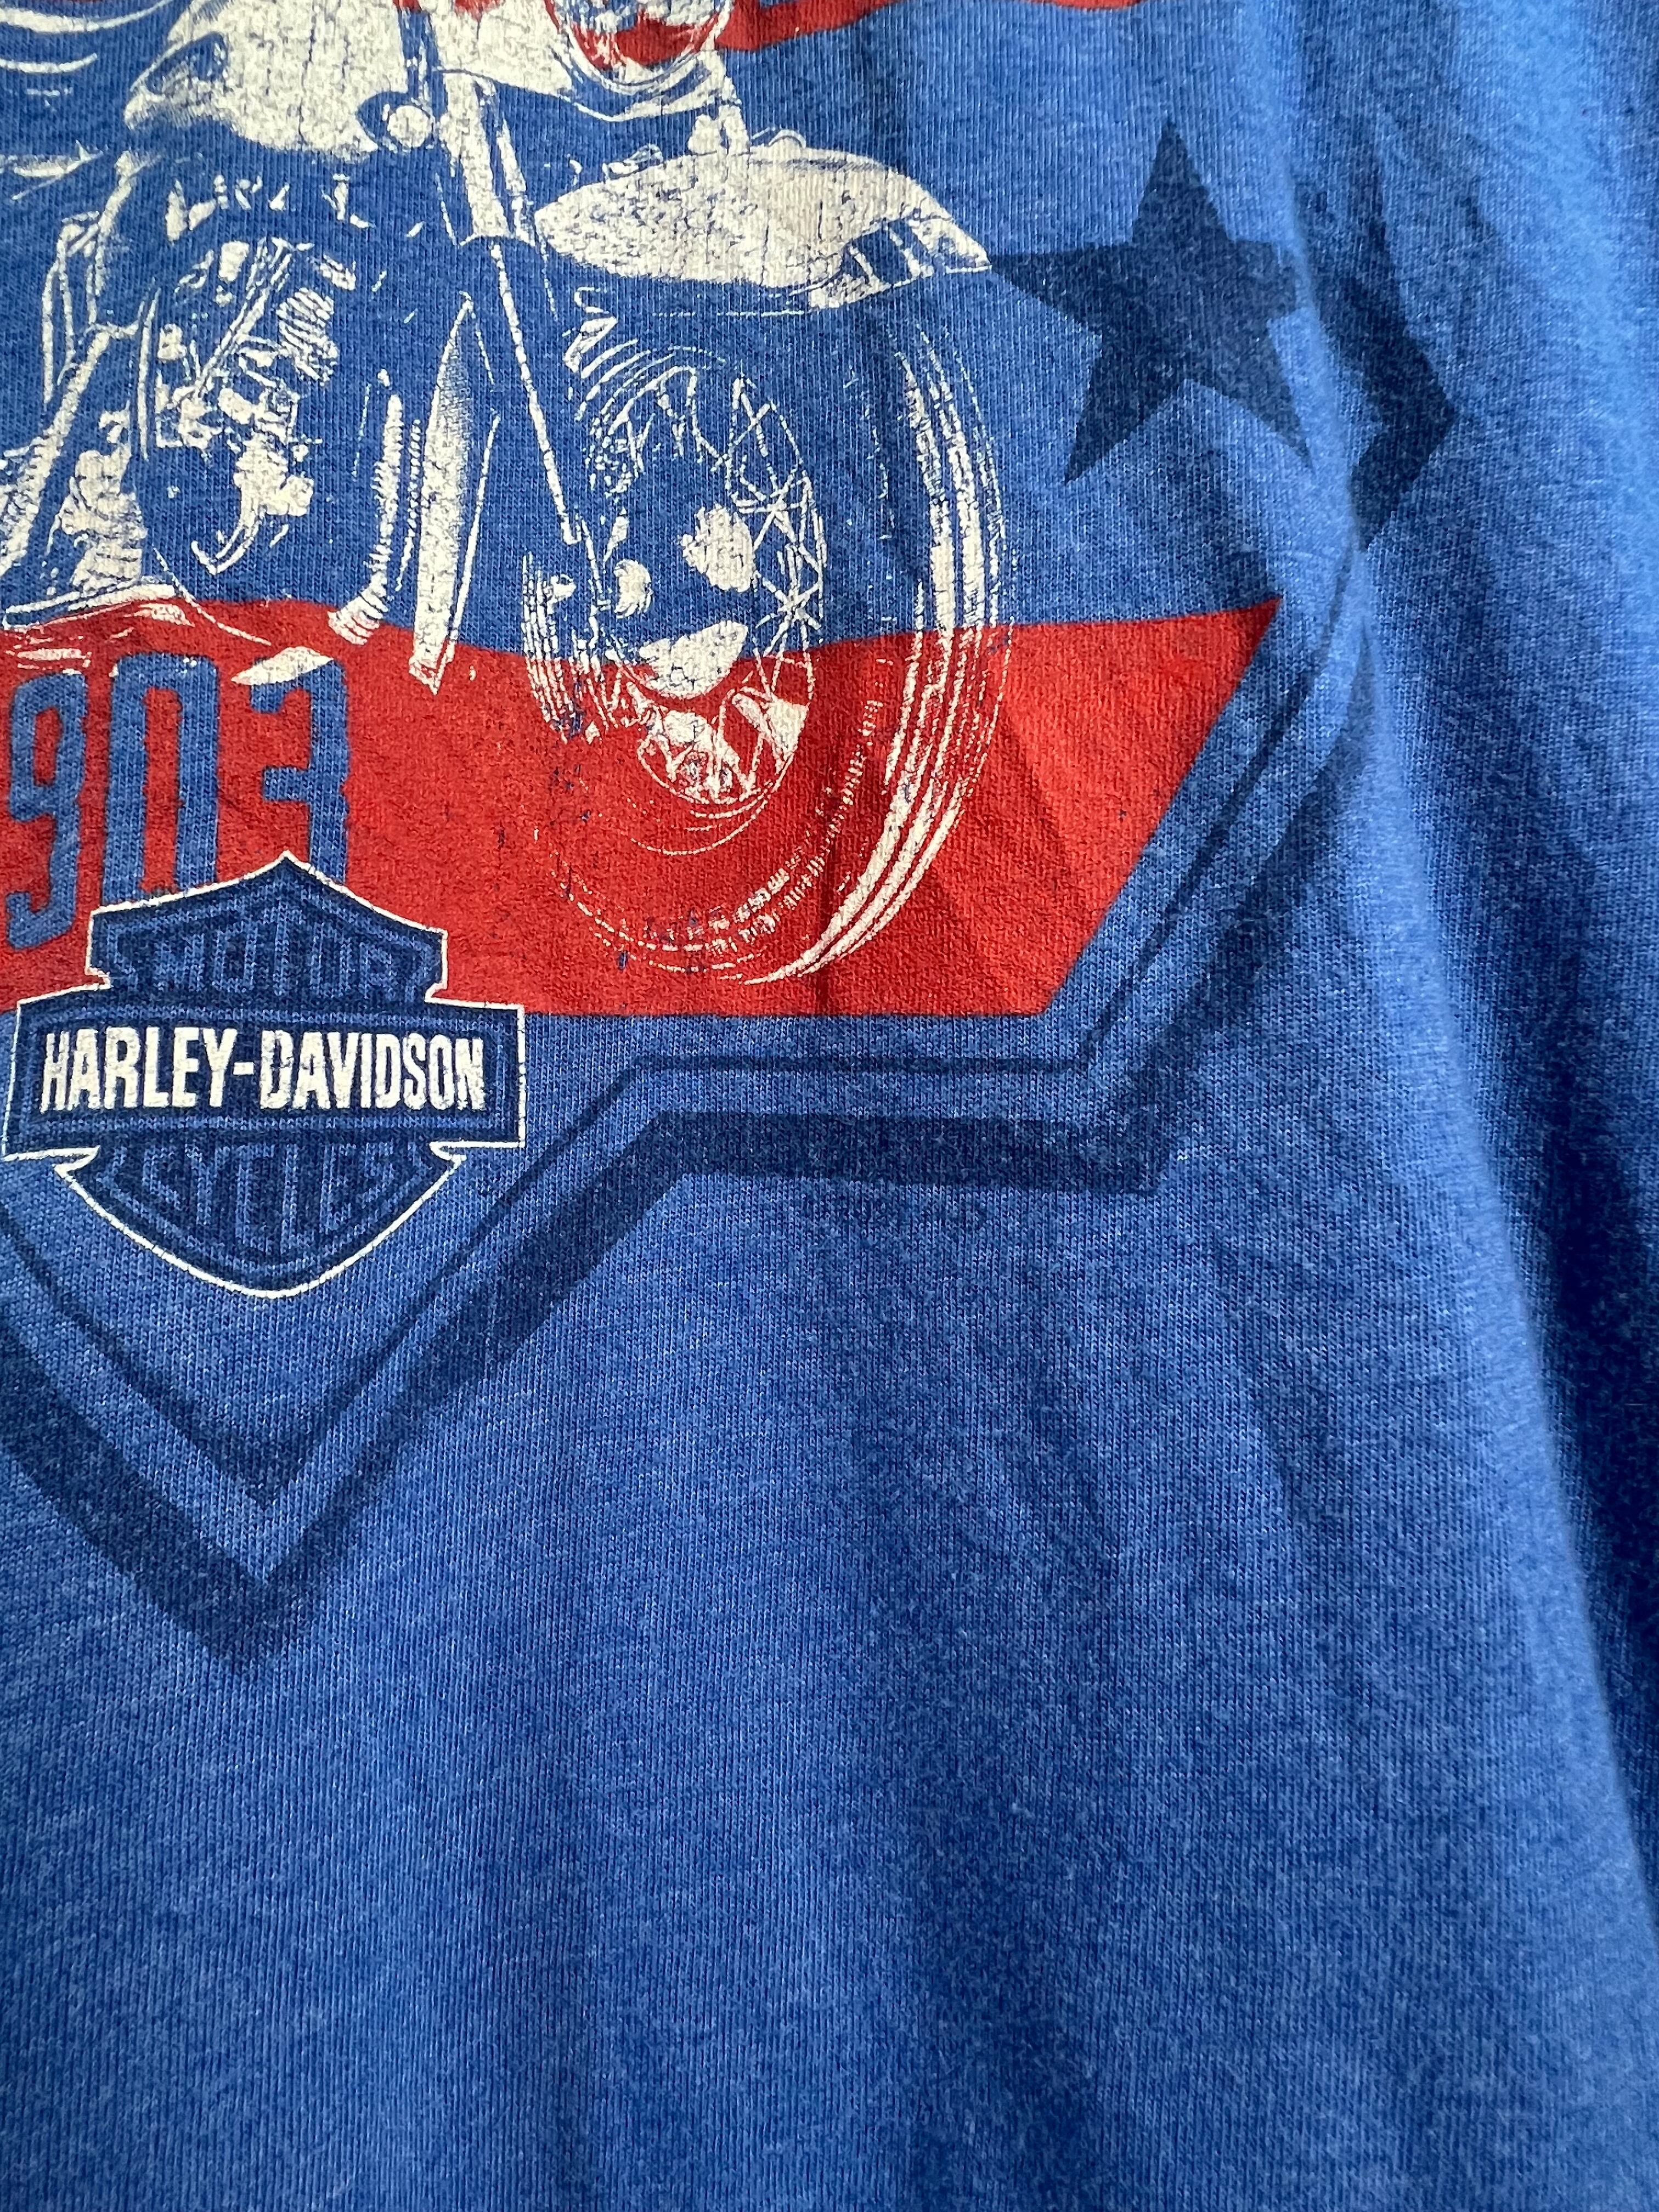 903
MOTOR
HARLEY-DAVIDSON
CYCLES